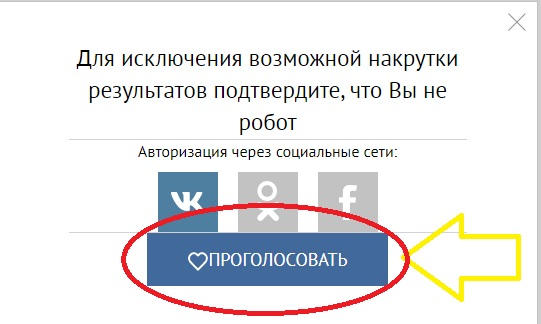 Для исключения возможной накрутки
результатов подтвердите, что Вы не
робот
Авторизация через социальные сети:
ПРОГОЛОСОВАТЬ